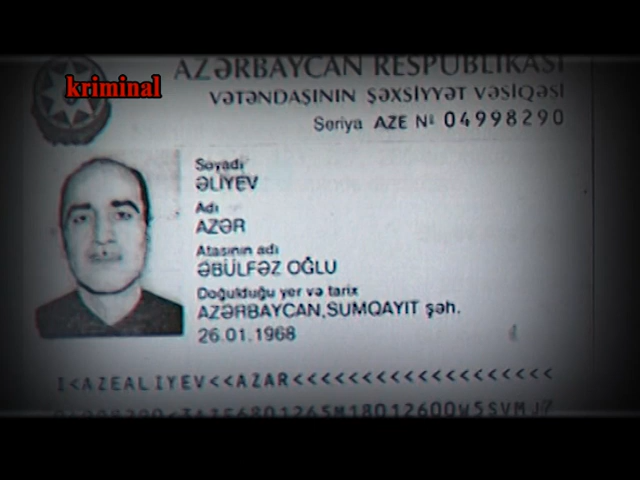 kriminal
AZƏRBAYCAN RESPUBLİKASI
VƏTƏNDAŞININ ŞƏXSİYYƏT VƏSİQƏSİ
Seriya AZE № 04998290
Soyadı
ƏLİYEV
Adı
AZƏR
Atasının adı
ƏBÜLFƏZ OĞLU
Doğulduğu yer və tarix
AZƏRBAYCAN,SUMQAYIT şəh.
26.01.1968
I<AZEALIYEV<<AZAR<<<<<<<<<<<<<<<<<<<